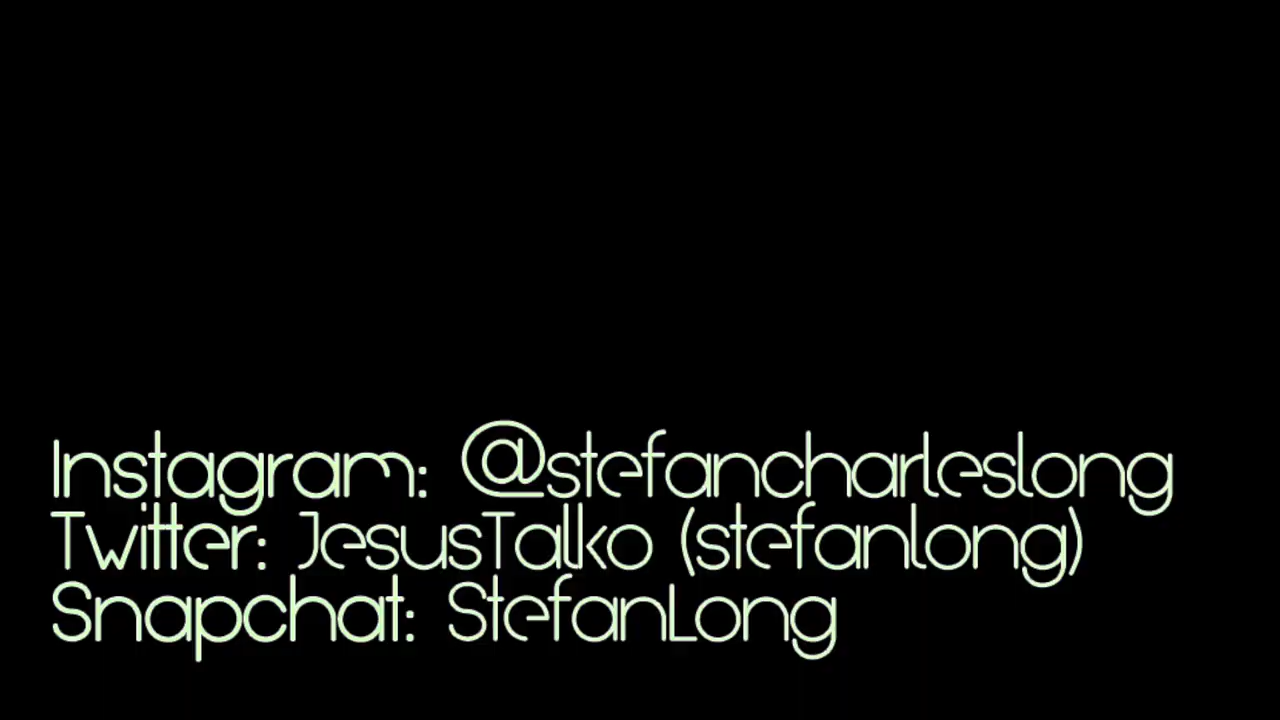 Instagram: @stefancharleslong
Twitter: JesusTalko (stefanlong)
Snapchat: StefanLong